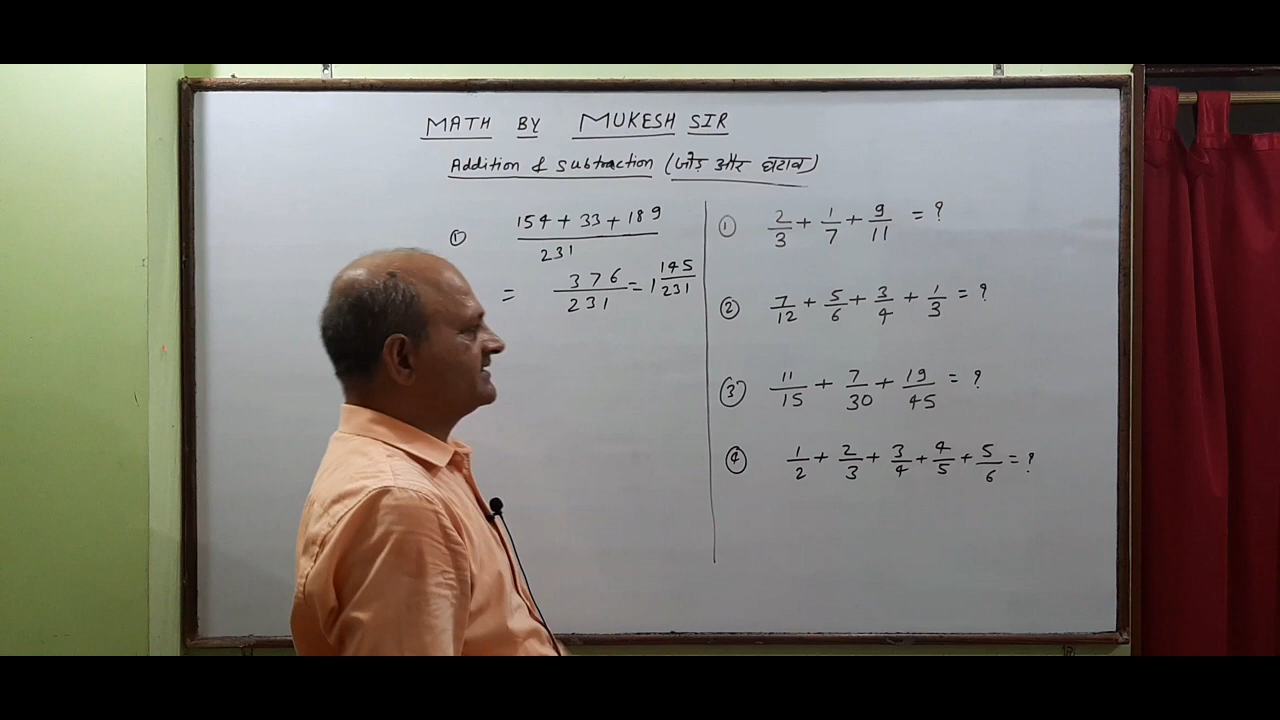 MATH BY MUKESH SIR
Addition & Subtraction (जोड़ और घटाव)
① (154 + 33 + 189)/231
= 376/231 = 1 145/231
① 2/3 + 1/7 + 9/11 = ?
② 7/12 + 5/6 + 3/4 + 1/3 = ?
③ 11/15 + 7/30 + 19/45 = ?
④ 1/2 + 2/3 + 3/4 + 4/5 + 5/6 = ?